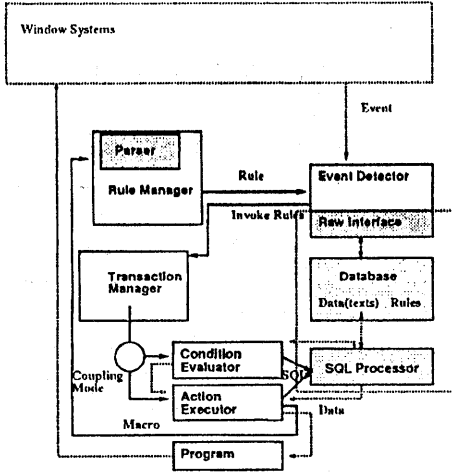 Window Systems
Event
Parser
Rule Manager
Rule
Event Detector
Invoke Rules
Raw Interface
Transaction
Manager
Database
Data(texts) Rules
Condition
Evaluator
SQL
SQL Processor
Coupling
Mode
Action
Executor
Data
Macro
Program